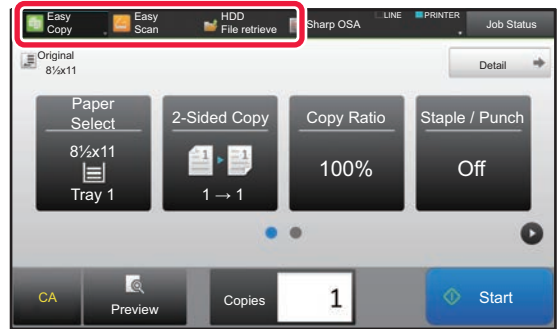 Easy
Copy
Easy
Scan
HDD
File retrieve
Sharp OSA
LINE
PRINTER
Job Status
Original
8½x11
Detail
Paper
Select
8½x11
Tray 1
2-Sided Copy
1
1
1 → 1
Copy Ratio
100%
Staple / Punch
Off
CA
Preview
Copies
1
Start